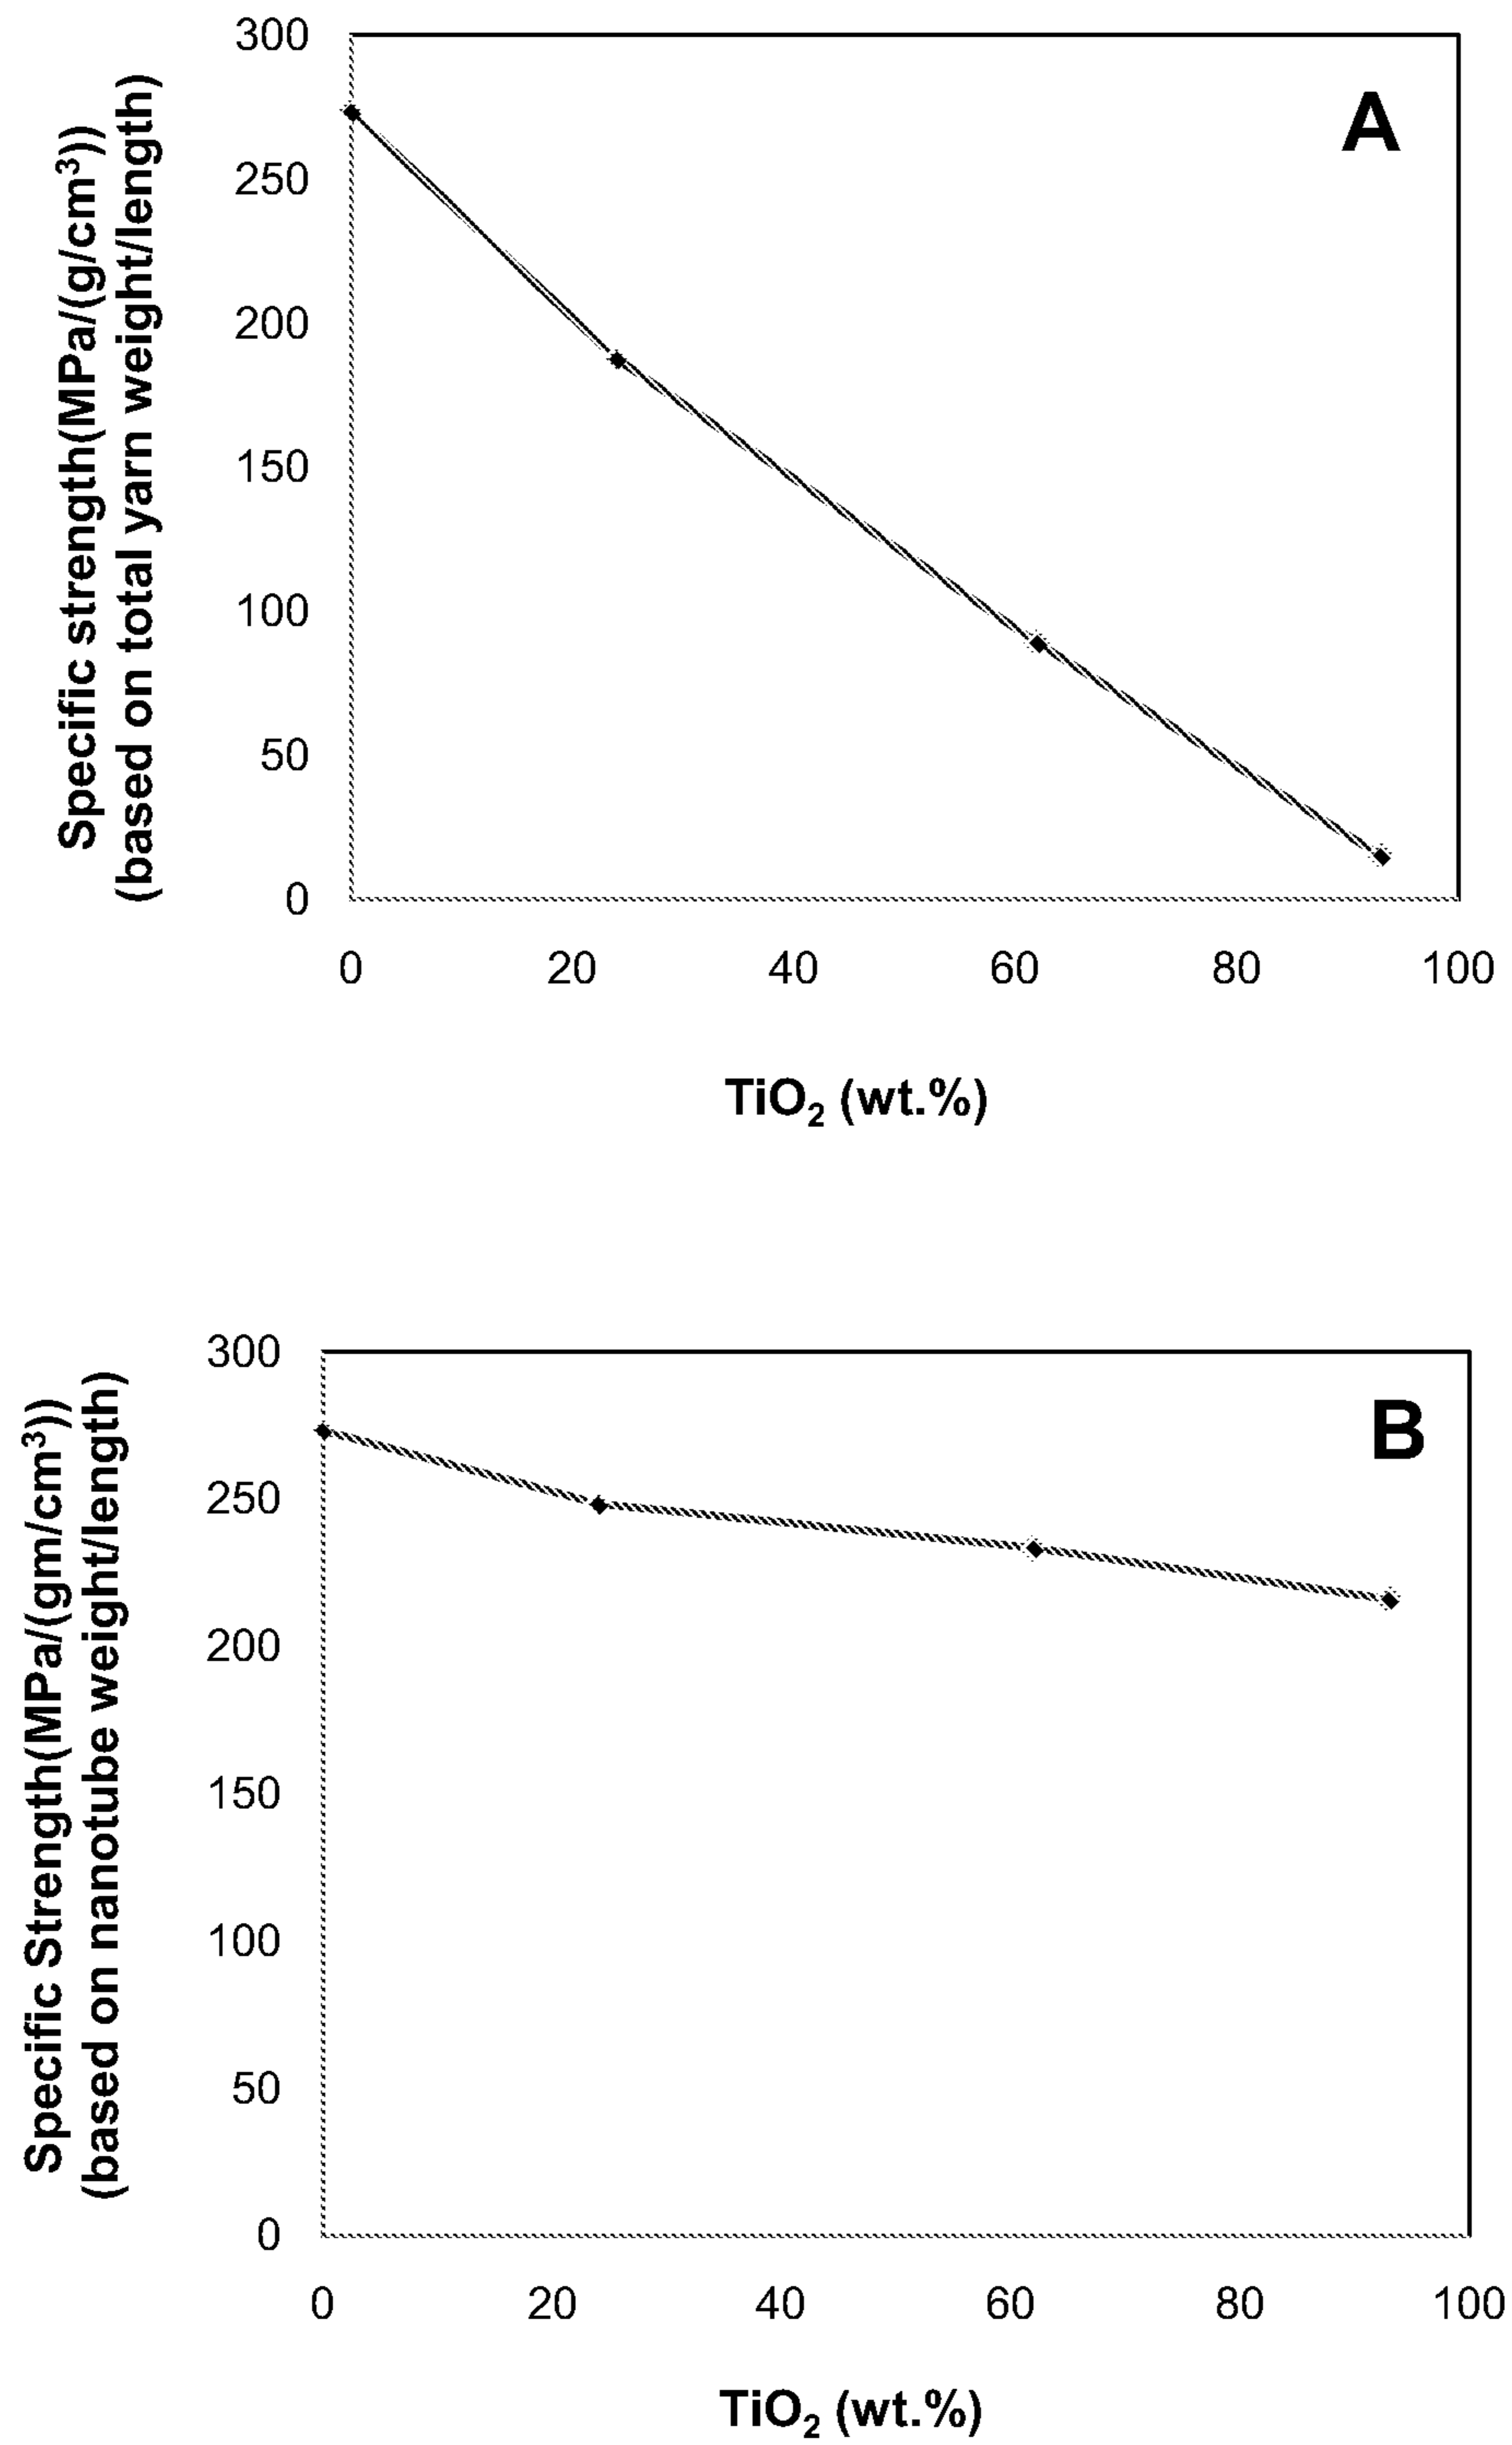 300
A
250
200
150
100
50
0
Specific strength(MPa/(g/cm³))
(based on total yarn weight/length)
0 20 40 60 80 100
TiO₂ (wt.%)
300
B
250
200
150
100
50
0
Specific Strength(MPa/(gm/cm³))
(based on nanotube weight/length)
0 20 40 60 80 100
TiO₂ (wt.%)